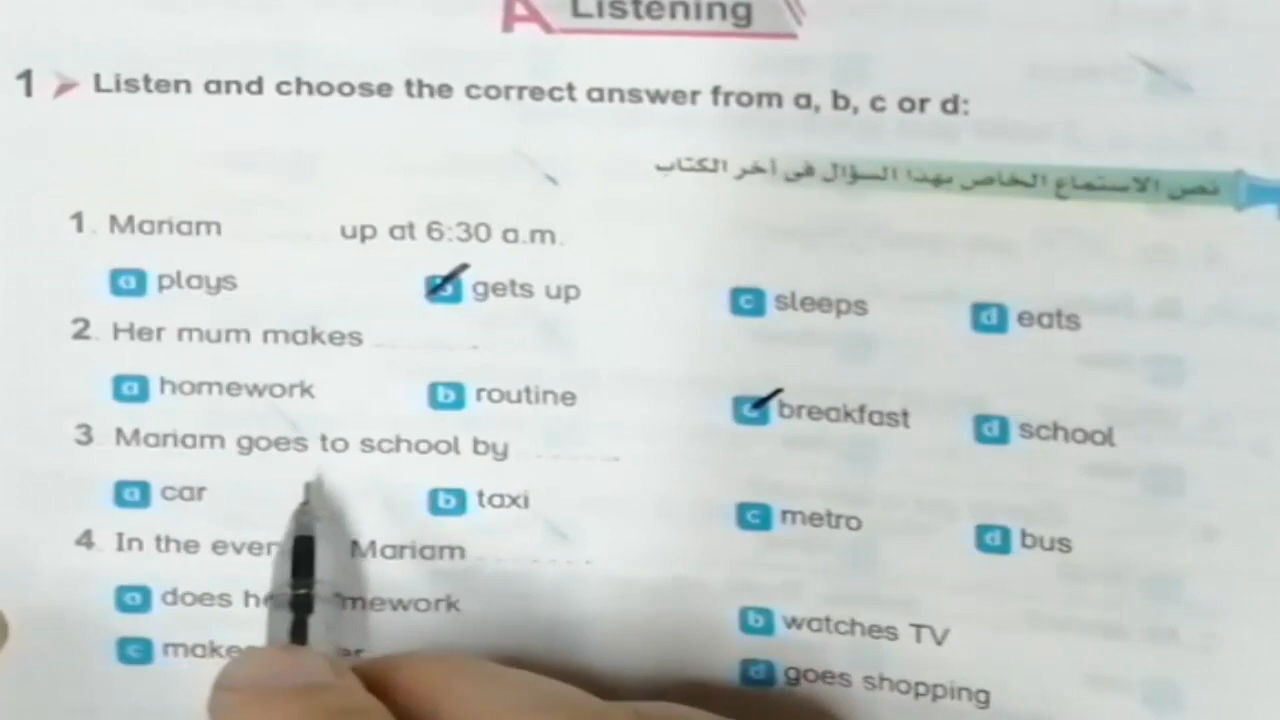 A Listening
1 Listen and choose the correct answer from a, b, c or d:
نص الاستماع الخاص بهذا السؤال فى آخر الكتاب
1. Mariam up at 6:30 a.m.
a plays b gets up c sleeps d eats
2. Her mum makes
a homework b routine c breakfast d school
3 Mariam goes to school by
a car b taxi c metro d bus
4. In the Mariam
a does b watches TV
c d goes shopping